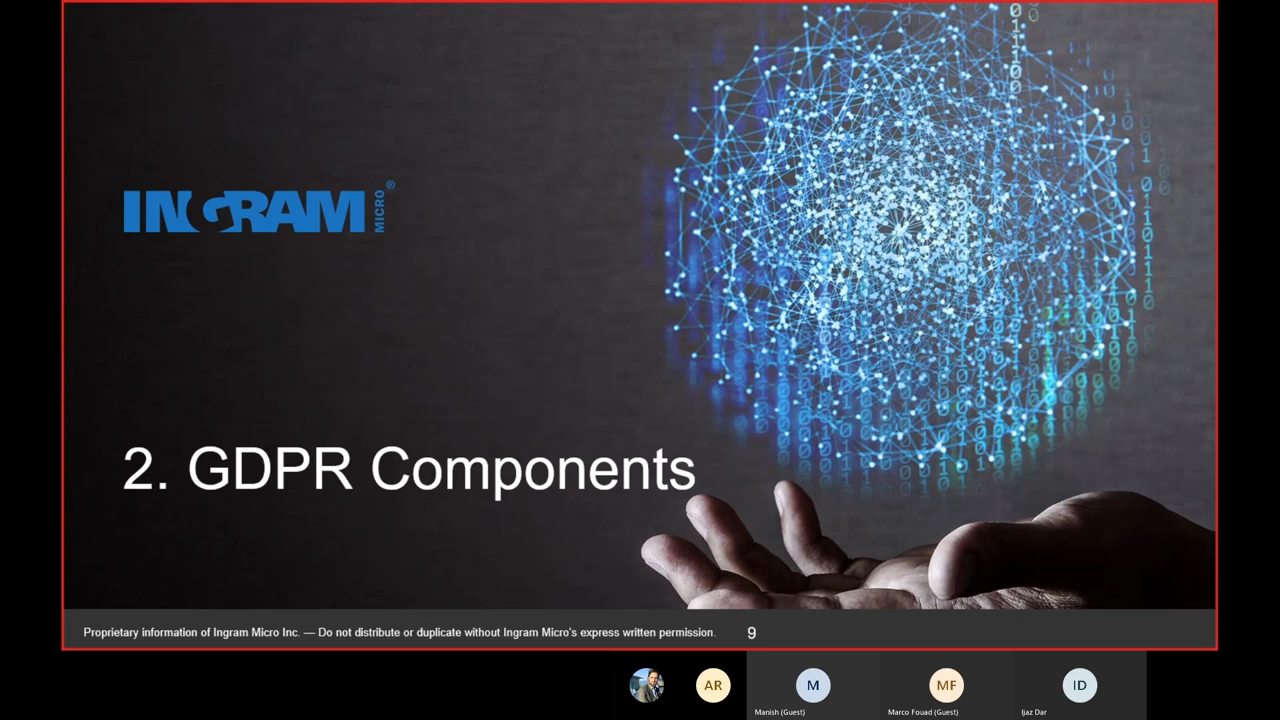 INGRAM MICRO ®
2. GDPR Components
Proprietary information of Ingram Micro Inc. — Do not distribute or duplicate without Ingram Micro's express written permission. 9
AR M MF ID
Manish (Guest) Marco Fouad (Guest) Ijaz Dar